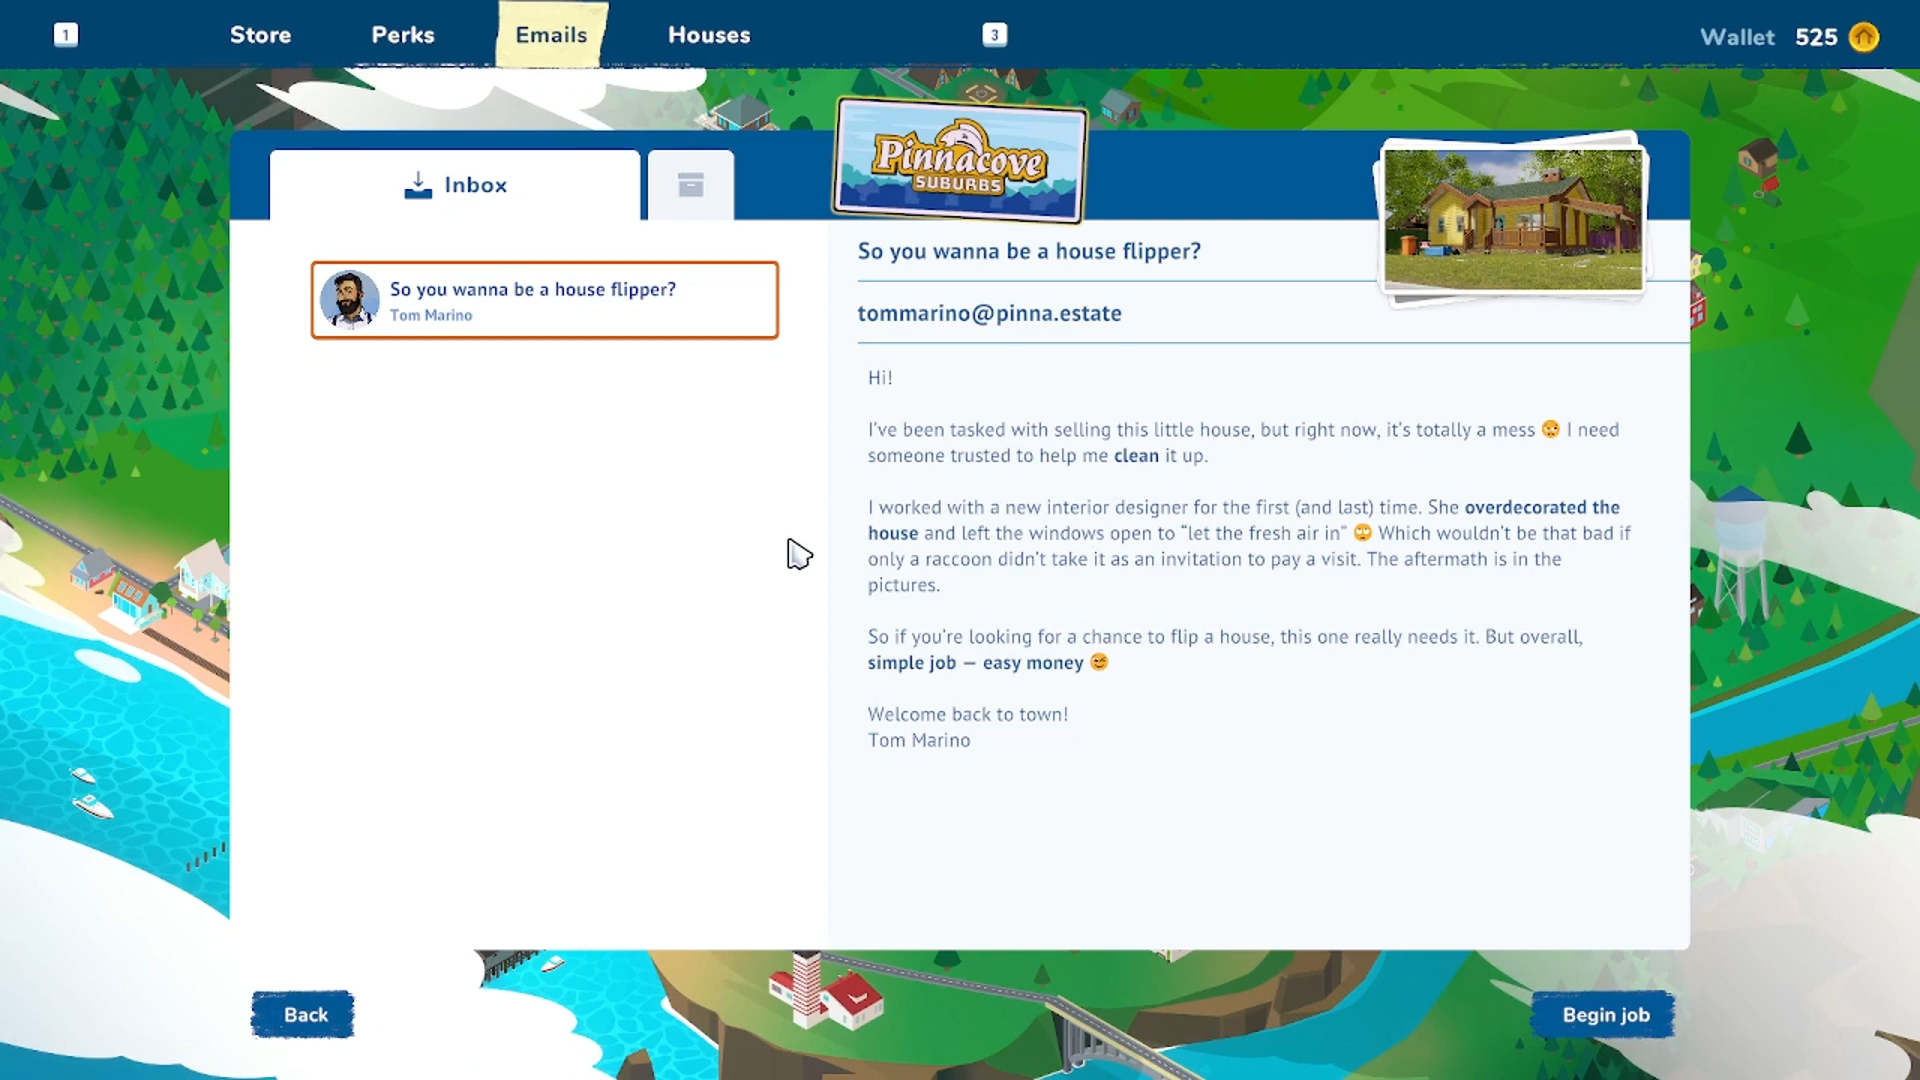 1 Store Perks Emails Houses 3 Wallet 525
Pinnacove
SUBURBS
Inbox
So you wanna be a house flipper?
Tom Marino
So you wanna be a house flipper?
tommarino@pinna.estate
Hi!
I've been tasked with selling this little house, but right now, it's totally a mess I need
someone trusted to help me clean it up.
I worked with a new interior designer for the first (and last) time. She overdecorated the
house and left the windows open to “let the fresh air in” Which wouldn't be that bad if
only a raccoon didn't take it as an invitation to pay a visit. The aftermath is in the
pictures.
So if you're looking for a chance to flip a house, this one really needs it. But overall,
simple job — easy money
Welcome back to town!
Tom Marino
Back
Begin job